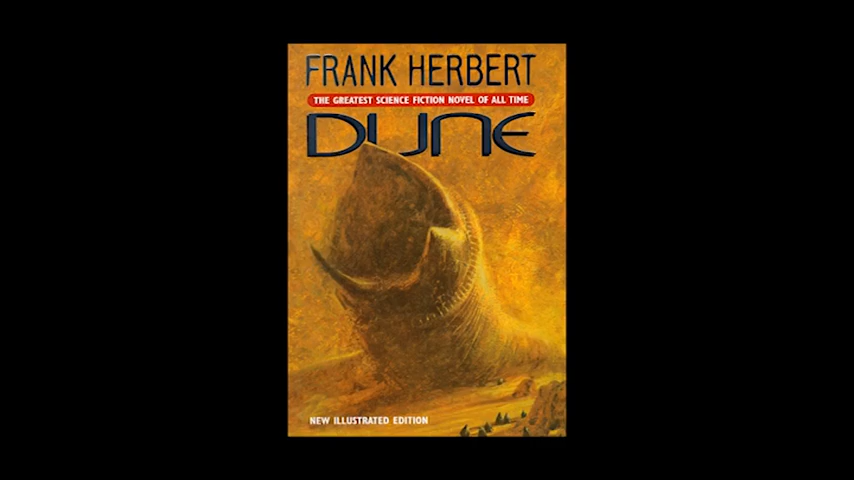 FRANK HERBERT
THE GREATEST SCIENCE FICTION NOVEL OF ALL TIME
DUNE
NEW ILLUSTRATED EDITION